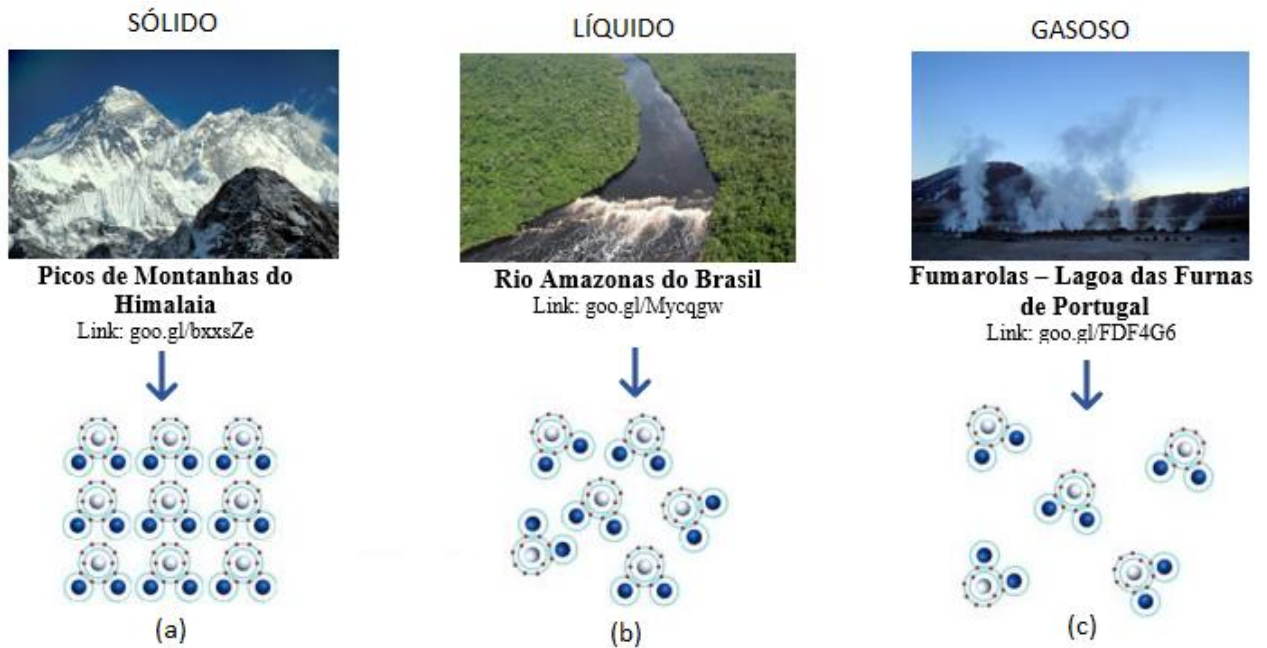 SÓLIDO
Picos de Montanhas do
Himalaia
Link: goo.gl/bxxsZe
(a)
LÍQUIDO
Rio Amazonas do Brasil
Link: goo.gl/Mycqgw
(b)
GASOSO
Fumarolas – Lagoa das Furnas
de Portugal
Link: goo.gl/FDF4G6
(c)